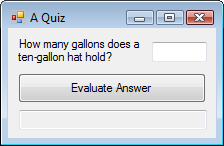 A Quiz
How many gallons does a
ten-gallon hat hold?
Evaluate Answer